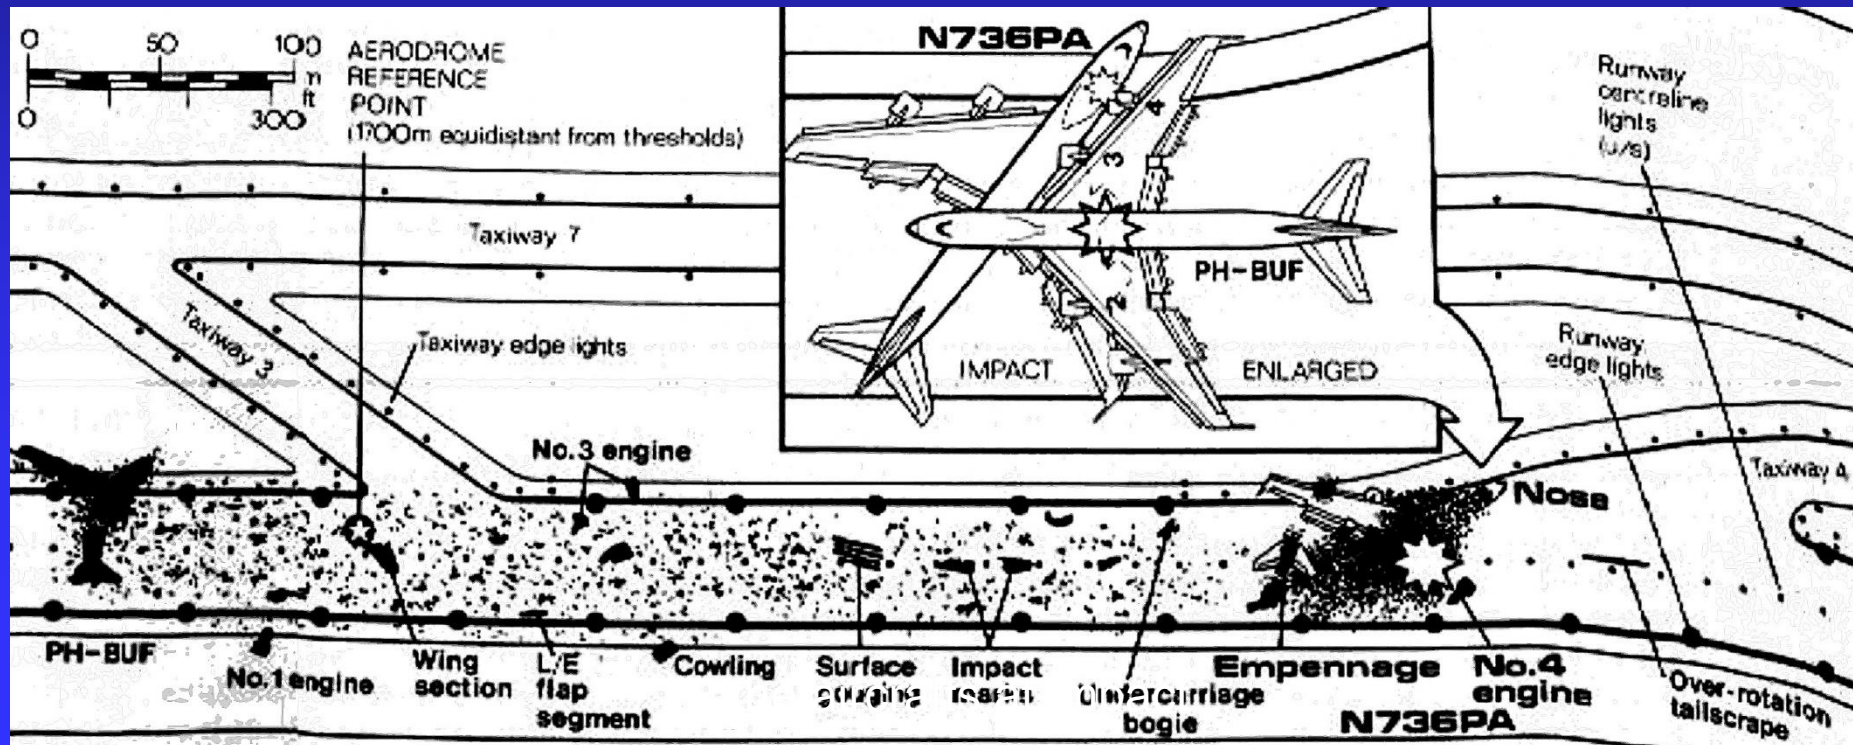 0 50 100
m
ft
0 300
AERODROME
REFERENCE
POINT
(1700m equidistant from thresholds)
N736PA
4
3
2
1
PH-BUF
IMPACT
ENLARGED
Runway
centreline
lights
(u/s)
Taxiway 7
Taxiway 3
Taxiway edge lights
Runway
edge lights
No.3 engine
Nose
Taxiway 4
PH-BUF
No.1 engine
Wing
section
L/E
flap
segment
Cowling
Surface
Impact
Undercarriage
bogie
Empennage
No.4
engine
N736PA
Over-rotation
tailscrape